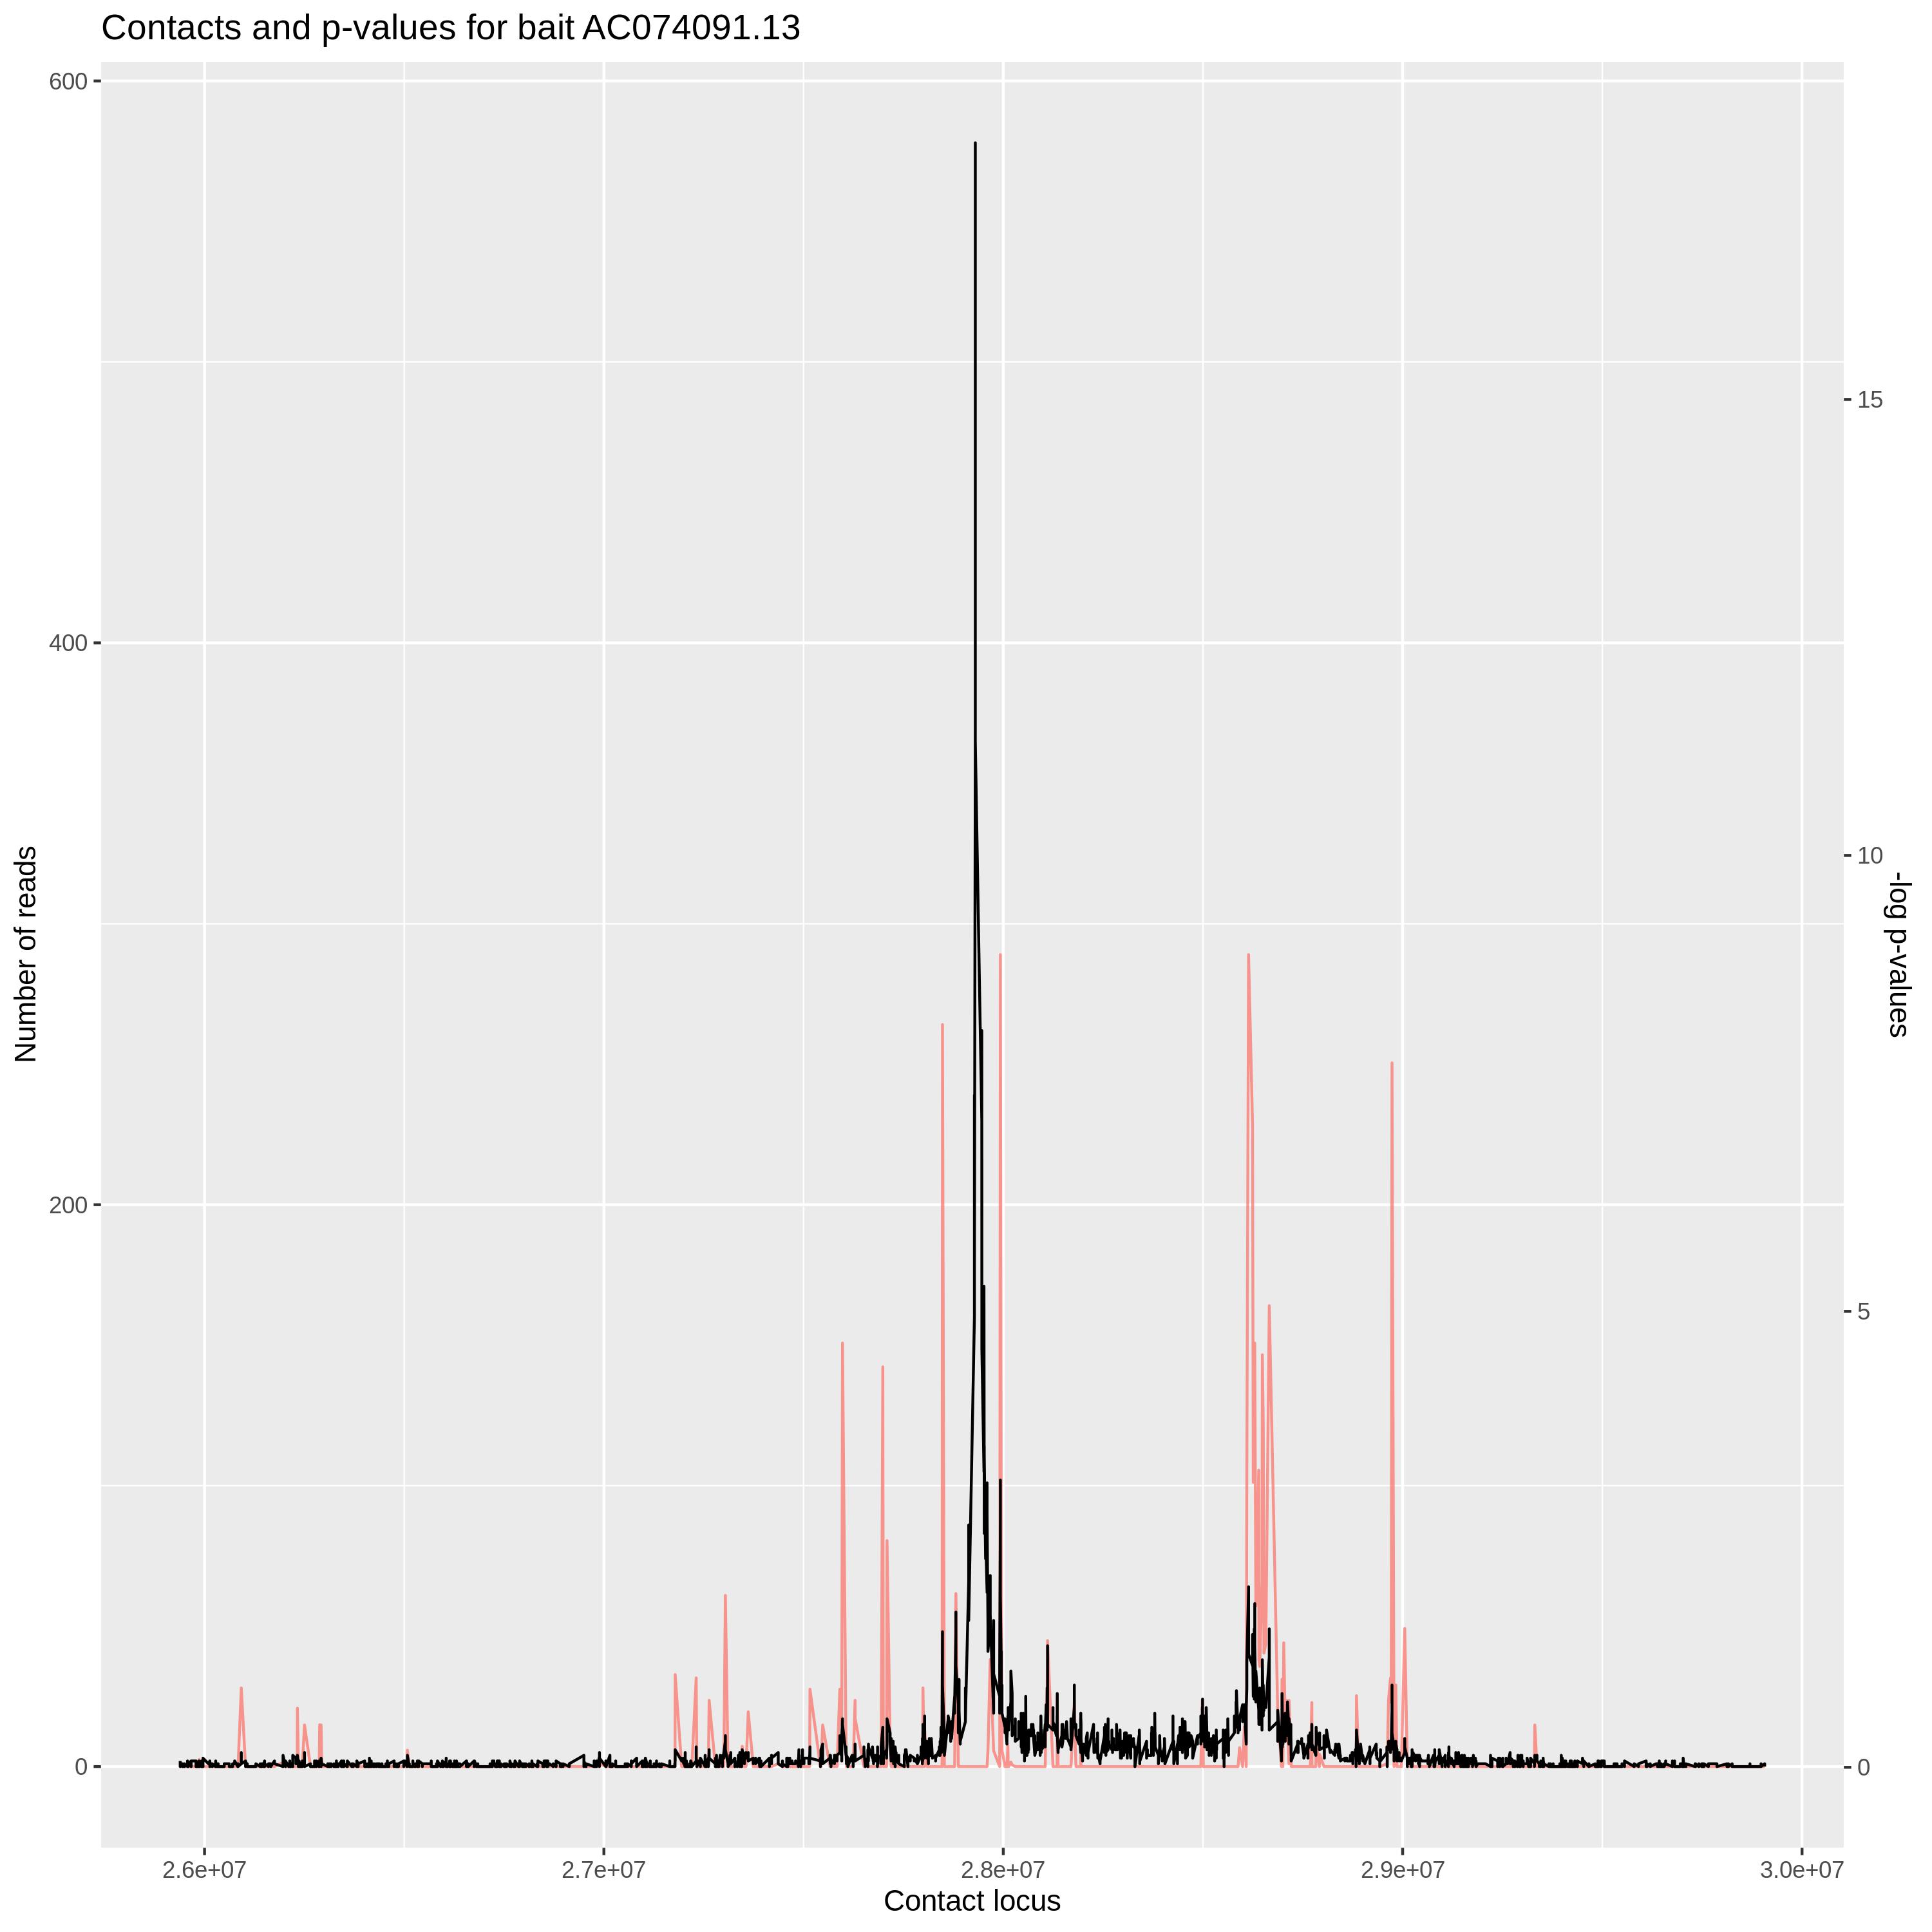 Contacts and p-values for bait AC074091.13
600
400
200
0
Number of reads
15
10
5
0
-log p-values
2.6e+07
2.7e+07
2.8e+07
2.9e+07
3.0e+07
Contact locus